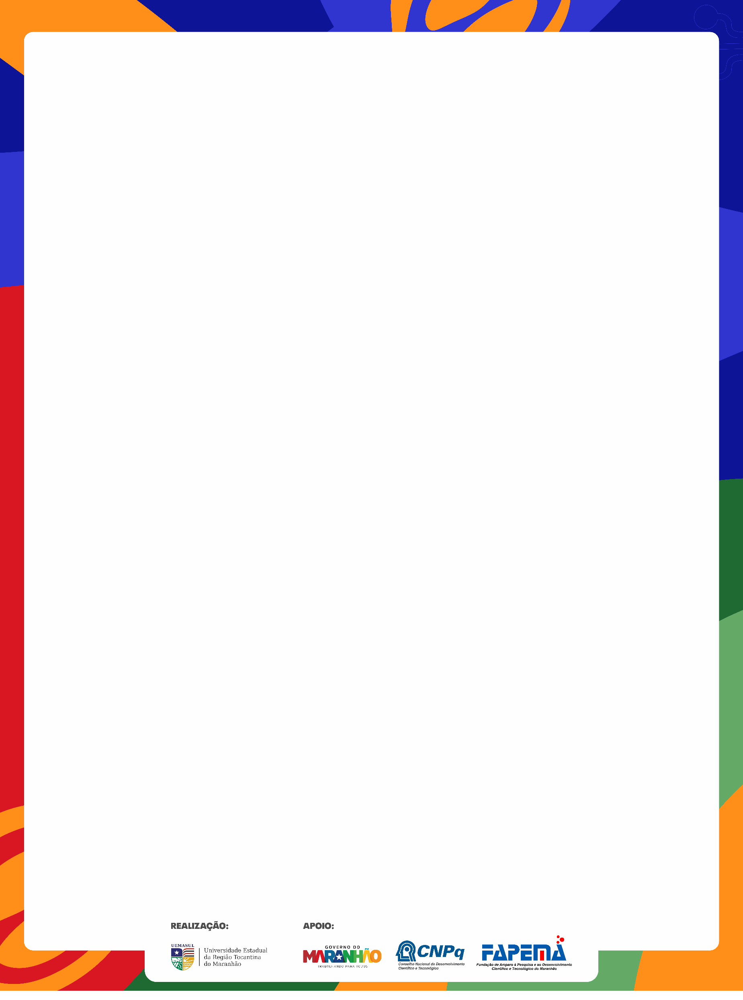 REALIZAÇÃO:
APOIO:
UEMASUL
Universidade Estadual
da Região Tocantina
do Maranhão
GOVERNO DO
MARANHÃO
TRABALHANDO PARA TODOS
CNPq
Conselho Nacional de Desenvolvimento
Científico e Tecnológico
FAPEMA
Fundação de Amparo à Pesquisa e ao Desenvolvimento
Científico e Tecnológico do Maranhão